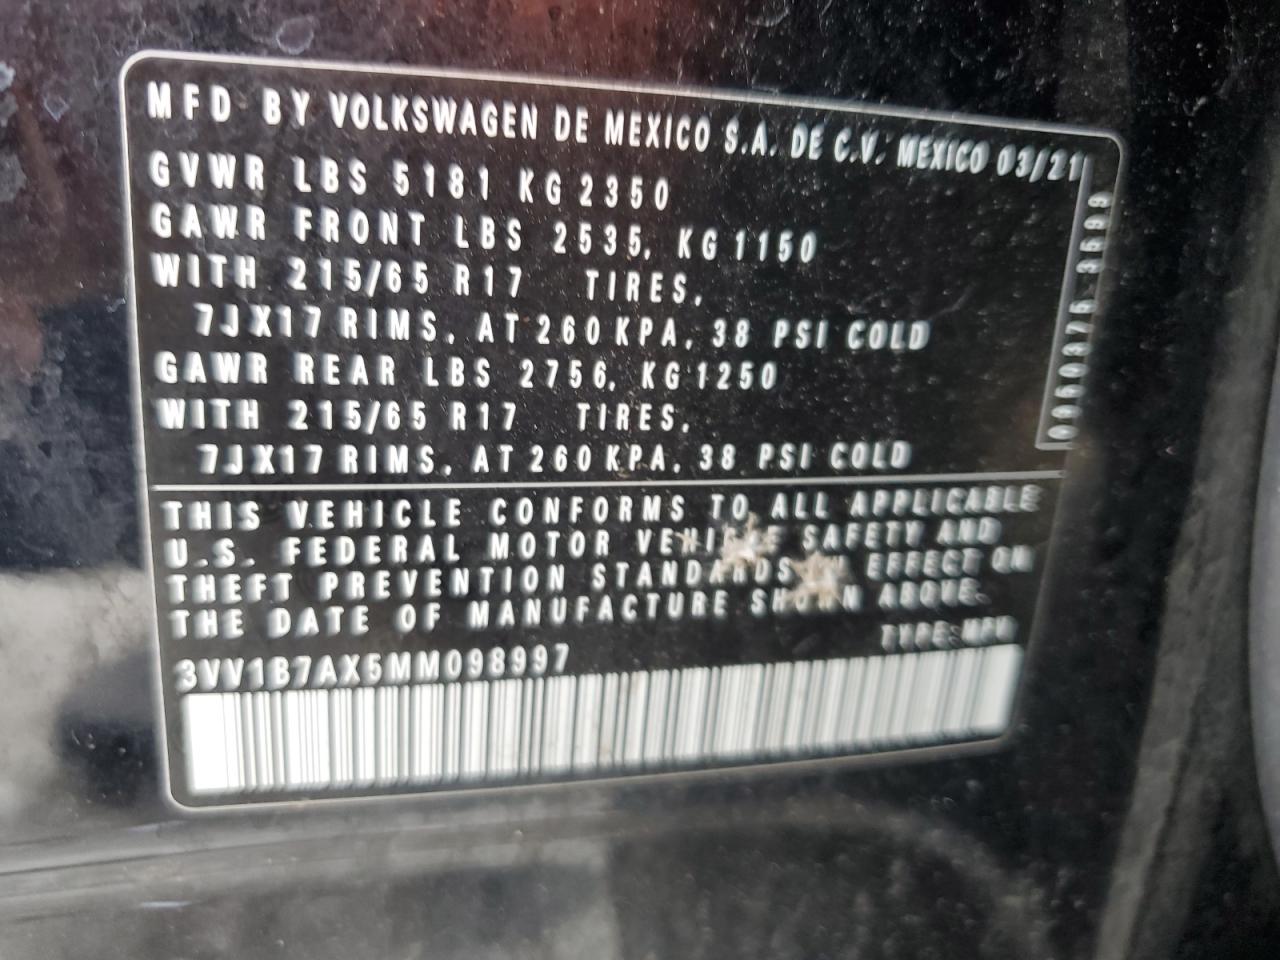 MFD BY VOLKSWAGEN DE MEXICO S.A. DE C.V. MEXICO 03/21
GVWR LBS 5181 KG 2350
GAWR FRONT LBS 2535, KG 1150
WITH 215/65 R17 TIRES,
7JX17 RIMS, AT 260 KPA, 38 PSI COLD
GAWR REAR LBS 2756, KG 1250
WITH 215/65 R17 TIRES,
7JX17 RIMS, AT 260 KPA, 38 PSI COLD
THIS VEHICLE CONFORMS TO ALL APPLICABLE
U.S. FEDERAL MOTOR VEHICLE SAFETY AND
THEFT PREVENTION STANDARDS IN EFFECT ON
THE DATE OF MANUFACTURE SHOWN ABOVE.
TYPE: MPV
3VV1B7AX5MM098997